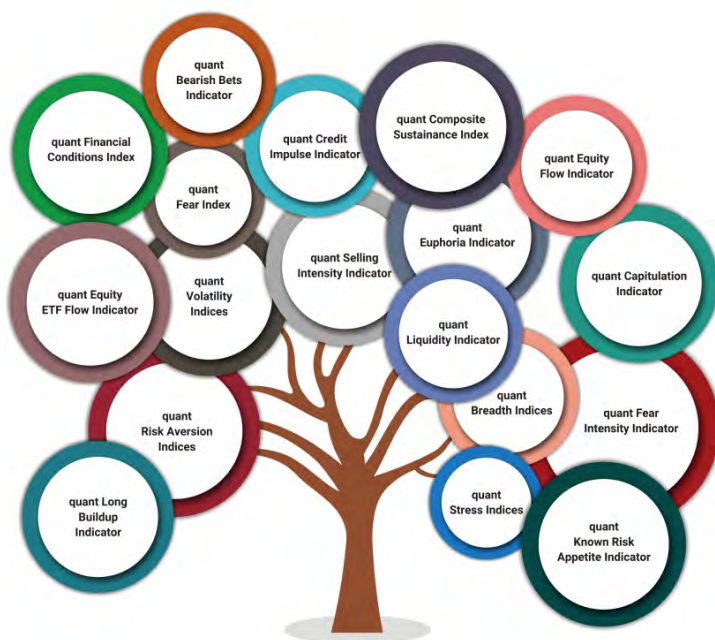 quant
Bearish Bets
Indicator
quant Financial
Conditions Index
quant Credit
Impulse Indicator
quant Composite
Sustainance Index
quant Equity
Flow Indicator
quant
Fear Index
quant
Euphoria Indicator
quant Selling
Intensity Indicator
quant Capitulation
Indicator
quant Equity
ETF Flow Indicator
quant
Volatility
Indices
quant
Liquidity Indicator
quant
Breadth Indices
quant Fear
Intensity Indicator
quant
Risk Aversion
Indices
quant
Stress Indices
quant Long
Buildup
Indicator
quant
Known Risk
Appetite Indicator